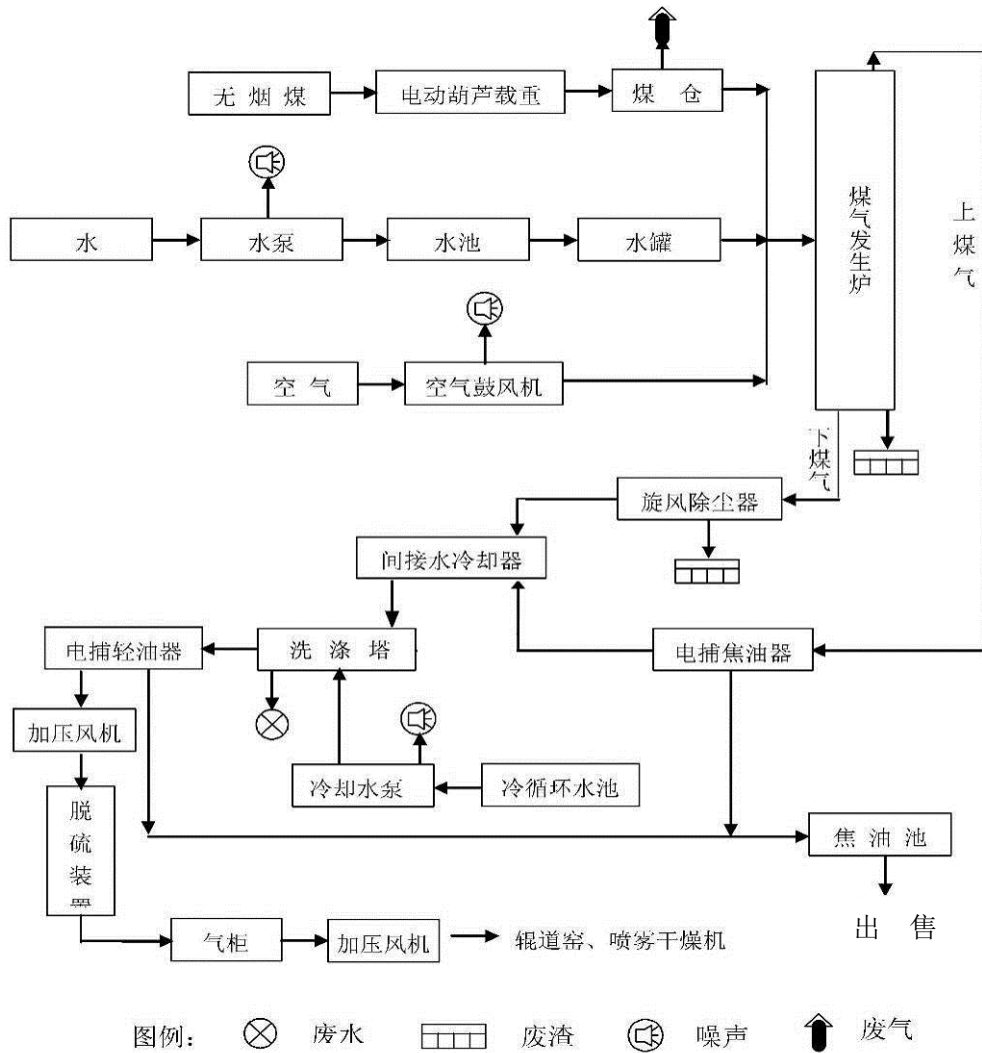 无烟煤
电动葫芦载重
煤仓
水
水泵
水池
水罐
煤气发生炉
上煤气
空气
空气鼓风机
下煤气
旋风除尘器
间接水冷却器
电捕轻油器
洗涤塔
电捕焦油器
加压风机
冷却水泵
冷循环水池
脱硫装置
焦油池
出售
气柜
加压风机
辊道窑、喷雾干燥机
图例：
废水
废渣
噪声
废气